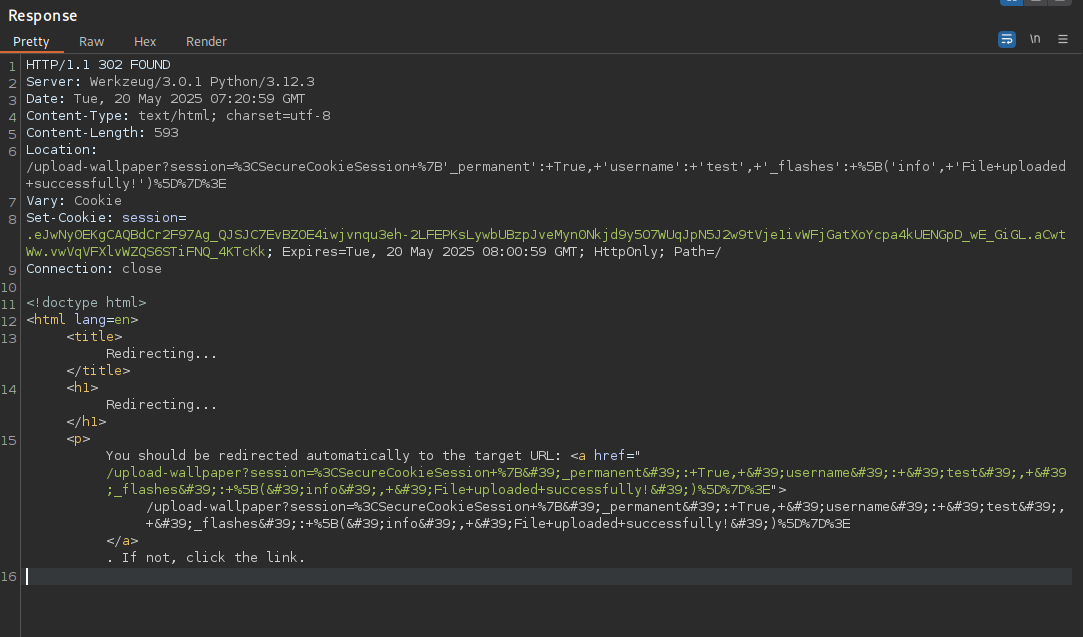 Response
Pretty Raw Hex Render \n
1 HTTP/1.1 302 FOUND
2 Server: Werkzeug/3.0.1 Python/3.12.3
3 Date: Tue, 20 May 2025 07:20:59 GMT
4 Content-Type: text/html; charset=utf-8
5 Content-Length: 593
6 Location:
/upload-wallpaper?session=%3CSecureCookieSession+%7B'_permanent':+True,+'username':+'test',+'_flashes':+%5B('info',+'File+uploaded
+successfully!')%5D%7D%3E
7 Vary: Cookie
8 Set-Cookie: session=
.eJwNyOEKgCAQBdCr2F97Ag_QJSJC7EvBZOE4iwjvnqu3eh-2LFEPKsLywbUBzpJveMynONkjd9y5O7WUqJpN5J2w9tVje1ivWFjGatXoYcpa4kUENGpD_wE_GiGL.aCwt
Ww.vwVqVFXlvWZQS6STiFNQ_4KTcKk; Expires=Tue, 20 May 2025 08:00:59 GMT; HttpOnly; Path=/
9 Connection: close
10
11 <!doctype html>
12 <html lang=en>
13 <title>
Redirecting...
</title>
14 <h1>
Redirecting...
</h1>
15 <p>
You should be redirected automatically to the target URL: <a href="
/upload-wallpaper?session=%3CSecureCookieSession+%7B&#39;_permanent&#39;:+True,+&#39;username&#39;:+&#39;test&#39;,+&#39
;_flashes&#39;:+%5B(&#39;info&#39;,+&#39;File+uploaded+successfully!&#39;)%5D%7D%3E">
/upload-wallpaper?session=%3CSecureCookieSession+%7B&#39;_permanent&#39;:+True,+&#39;username&#39;:+&#39;test&#39;,
+&#39;_flashes&#39;:+%5B(&#39;info&#39;,+&#39;File+uploaded+successfully!&#39;)%5D%7D%3E
</a>
. If not, click the link.
16